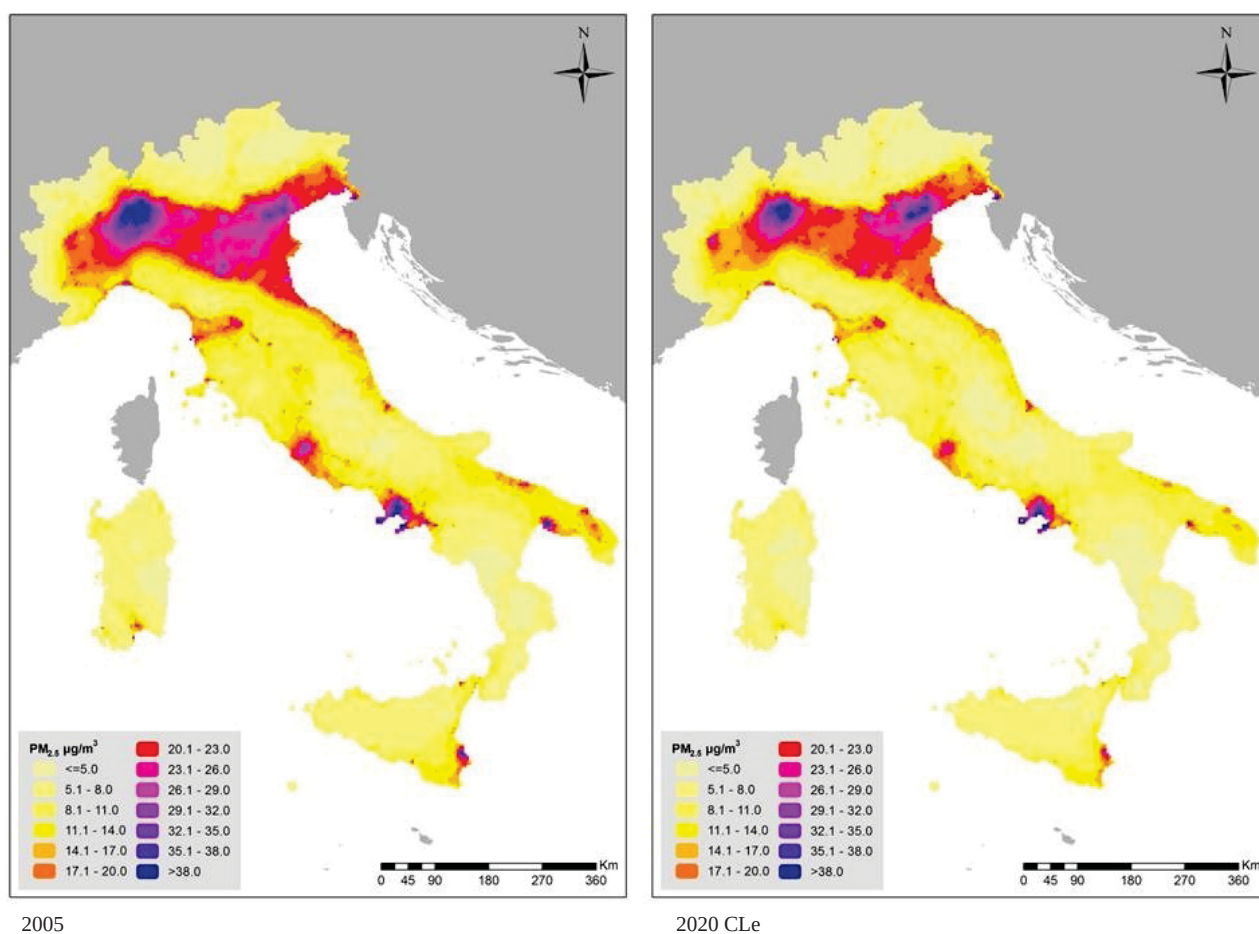 N
PM2.5 µg/m³
<=5.0
5.1 - 8.0
8.1 - 11.0
11.1 - 14.0
14.1 - 17.0
17.1 - 20.0
20.1 - 23.0
23.1 - 26.0
26.1 - 29.0
29.1 - 32.0
32.1 - 35.0
35.1 - 38.0
>38.0
Km
0 45 90 180 270 360
2005
N
PM2.5 µg/m³
<=5.0
5.1 - 8.0
8.1 - 11.0
11.1 - 14.0
14.1 - 17.0
17.1 - 20.0
20.1 - 23.0
23.1 - 26.0
26.1 - 29.0
29.1 - 32.0
32.1 - 35.0
35.1 - 38.0
>38.0
Km
0 45 90 180 270 360
2020 CLe